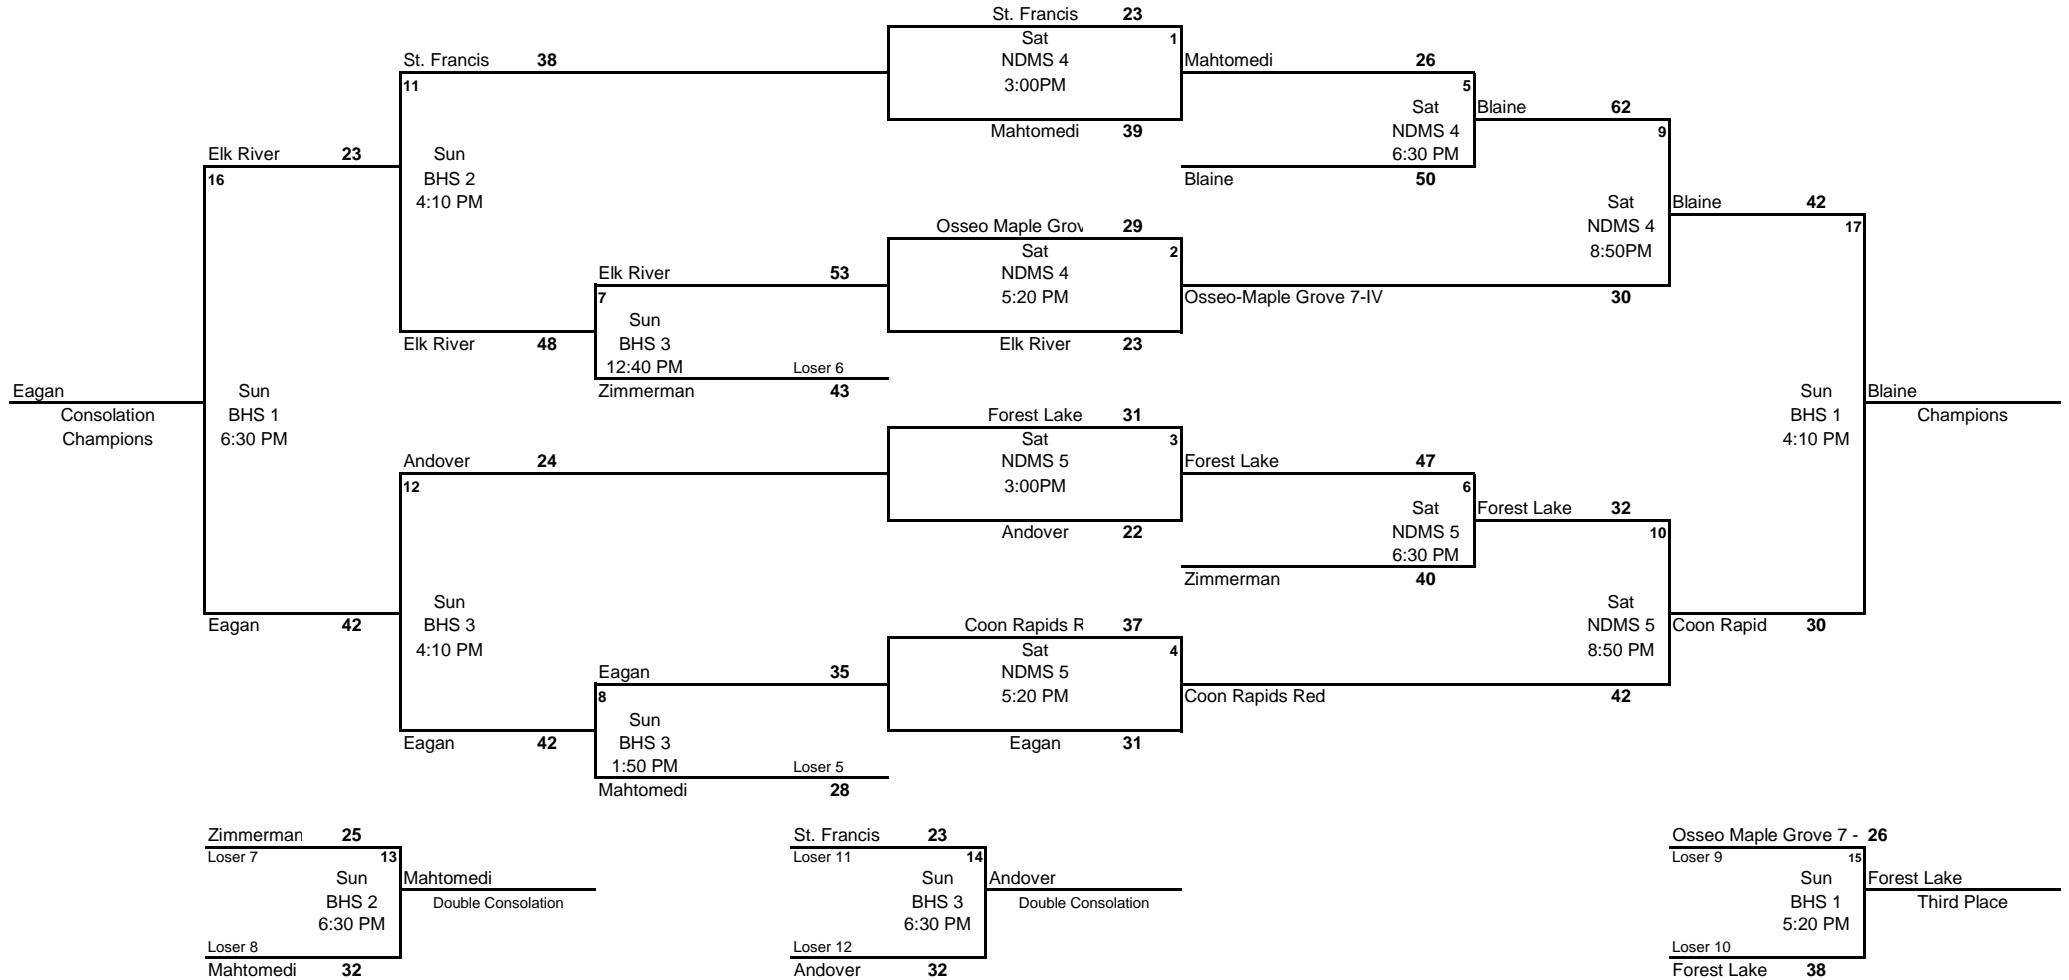 St. Francis 23
Sat 1
St. Francis 38 NDMS 4 Mahtomedi 26
11 3:00PM 5
Sat Blaine 62
Mahtomedi 39 NDMS 4 9
Elk River 23 Sun 6:30 PM
16 BHS 2 Blaine 50
4:10 PM Sat Blaine 42
Osseo Maple Grov 29 NDMS 4 17
Sat 2 8:50PM
Elk River 53 NDMS 4
7 5:20 PM Osseo-Maple Grove 7-IV 30
Sun
Elk River 48 BHS 3 Elk River 23
12:40 PM Loser 6
Eagan Sun Zimmerman 43 Sun Blaine
Consolation BHS 1 Forest Lake 31 BHS 1 Champions
Champions 6:30 PM Sat 3 4:10 PM
Andover 24 NDMS 5 Forest Lake 47
12 3:00PM 6
Sat Forest Lake 32
Andover 22 NDMS 5 10
6:30 PM
Zimmerman 40
Sun Sat
Eagan 42 BHS 3 Coon Rapids R 37 NDMS 5 Coon Rapid 30
4:10 PM Sat 4 8:50 PM
Eagan 35 NDMS 5
8 5:20 PM Coon Rapids Red 42
Sun
Eagan 42 BHS 3 Eagan 31
1:50 PM Loser 5
Mahtomedi 28
Zimmerman 25 St. Francis 23 Osseo Maple Grove 7 - 26
Loser 7 13 Loser 11 14 Loser 9 15
Sun Mahtomedi Sun Andover Sun Forest Lake
BHS 2 Double Consolation BHS 3 Double Consolation BHS 1 Third Place
6:30 PM 6:30 PM 5:20 PM
Loser 8 Loser 12 Loser 10
Mahtomedi 32 Andover 32 Forest Lake 38